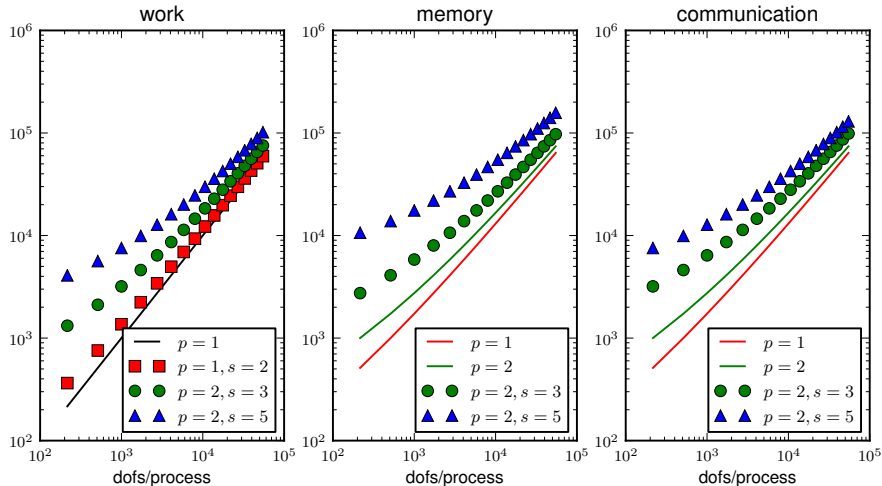 work
10^6
10^5
10^4
10^3
10^2
p = 1
p = 1, s = 2
p = 2, s = 3
p = 2, s = 5
10^2 10^3 10^4 10^5
dofs/process
memory
10^6
10^5
10^4
10^3
10^2
p = 1
p = 2
p = 2, s = 3
p = 2, s = 5
10^2 10^3 10^4 10^5
dofs/process
communication
10^6
10^5
10^4
10^3
10^2
p = 1
p = 2
p = 2, s = 3
p = 2, s = 5
10^2 10^3 10^4 10^5
dofs/process